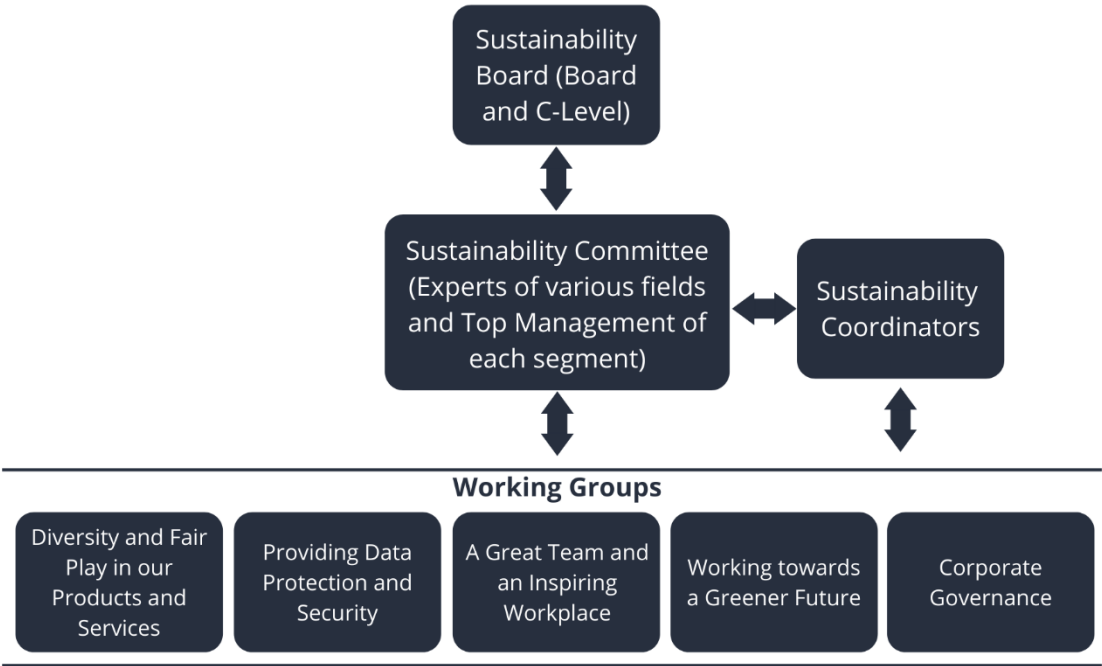 Sustainability
Board (Board
and C-Level)
Sustainability Committee
(Experts of various fields
and Top Management of
each segment)
Sustainability
Coordinators
Working Groups
Diversity and Fair
Play in our
Products and
Services
Providing Data
Protection and
Security
A Great Team and
an Inspiring
Workplace
Working towards
a Greener Future
Corporate
Governance